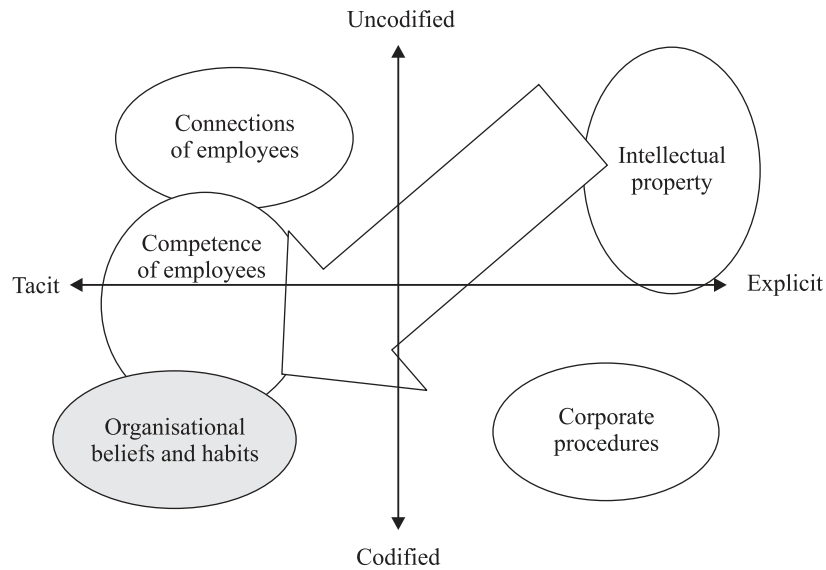 Uncodified
Connections
of employees
Intellectual
property
Competence
of employees
Tacit
Explicit
Organisational
beliefs and habits
Corporate
procedures
Codified